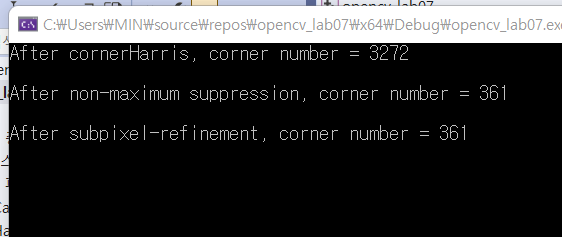 opencv_lab07
C:\Users\MIN\source\repos\opencv_lab07\x64\Debug\opencv_lab07.exe
After cornerHarris, corner number = 3272
After non-maximum suppression, corner number = 361
After subpixel-refinement, corner number = 361